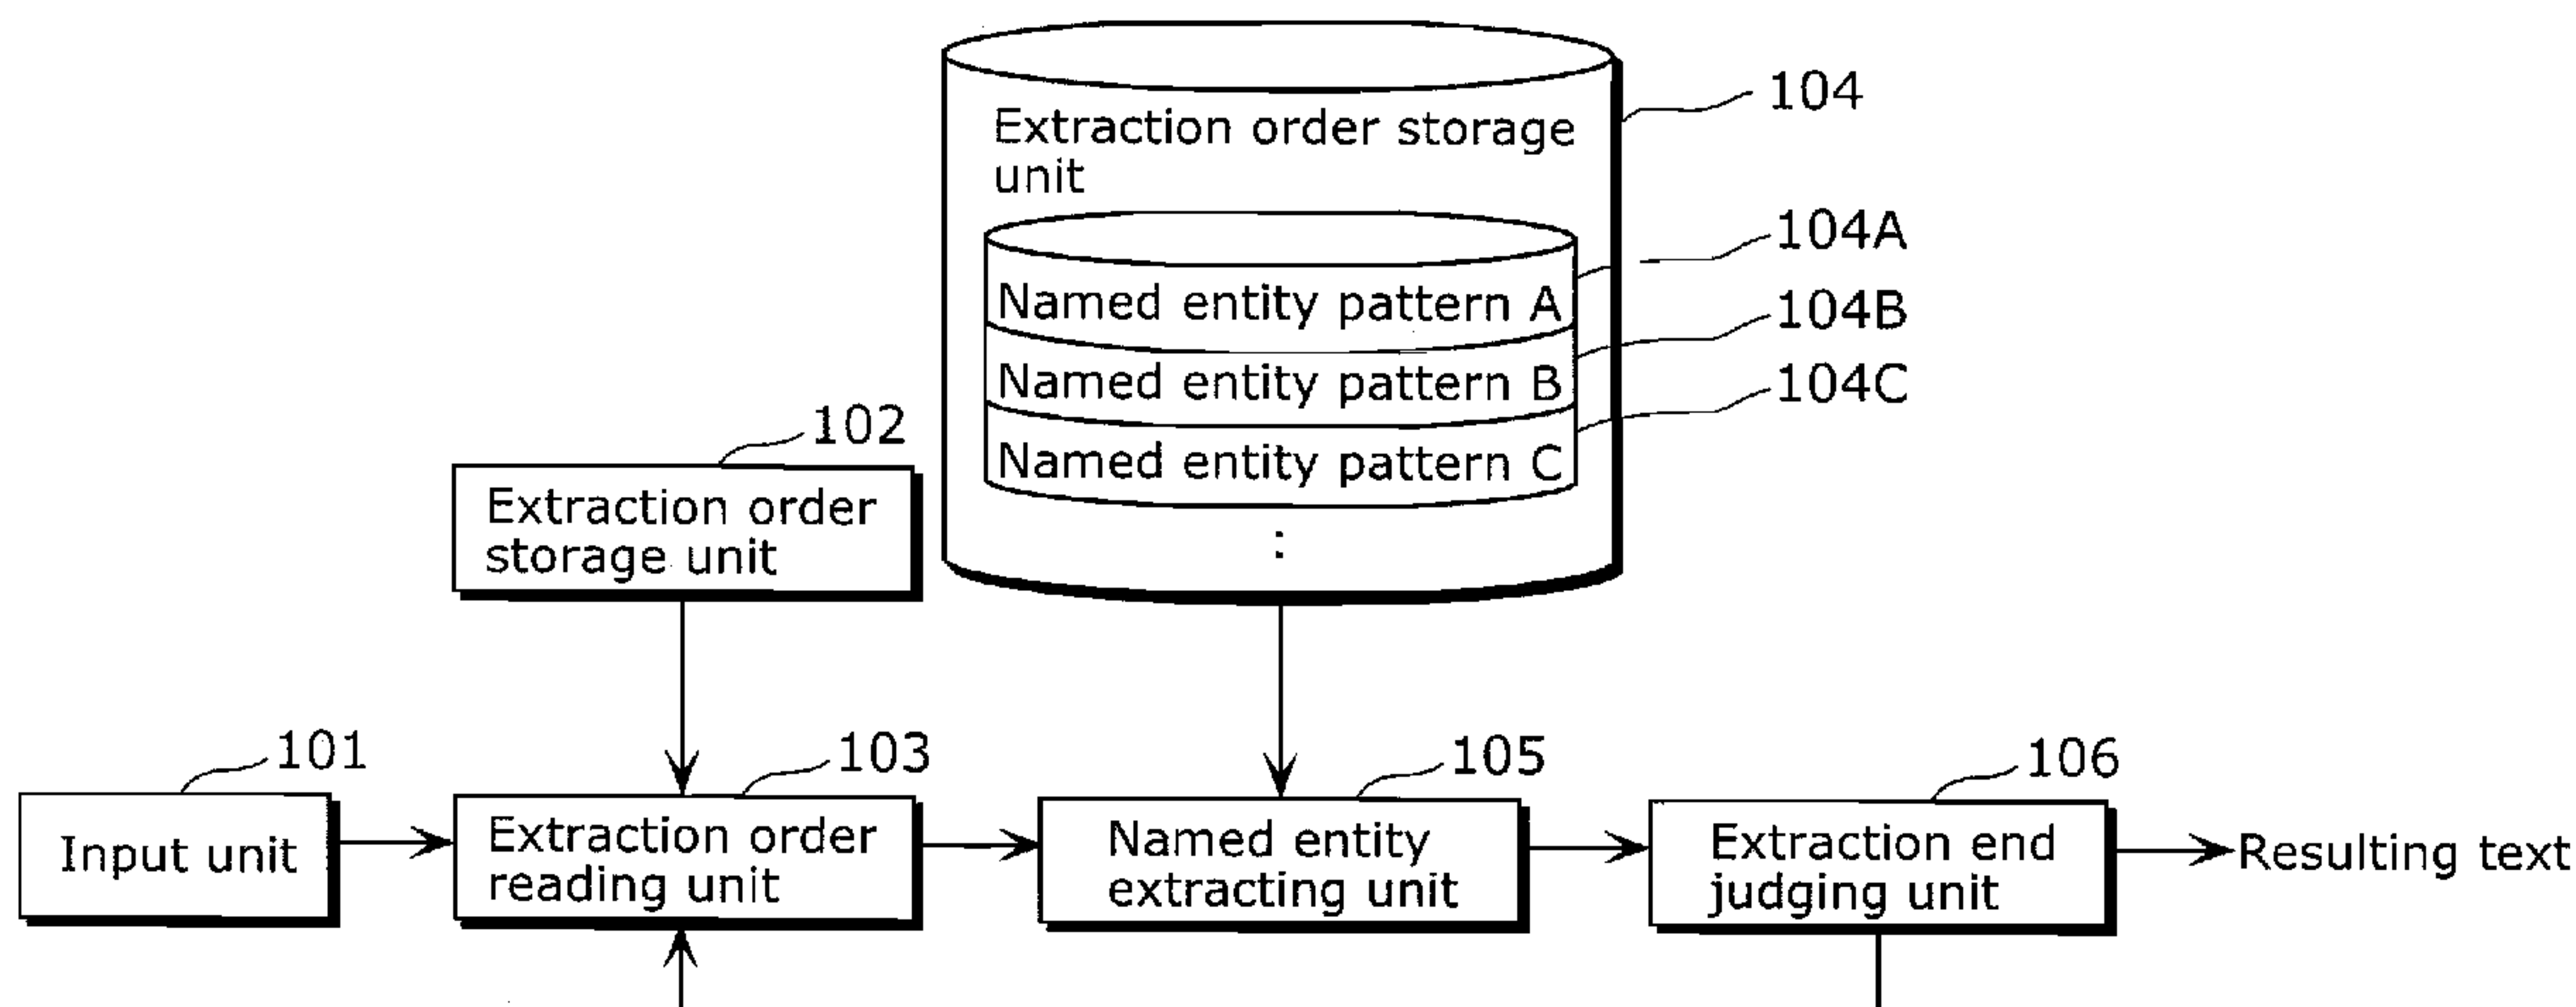 104
Extraction order storage
unit
104A
Named entity pattern A
104B
Named entity pattern B
104C
Named entity pattern C
:
102
Extraction order
storage unit
101
Input unit
103
Extraction order
reading unit
105
Named entity
extracting unit
106
Extraction end
judging unit
Resulting text